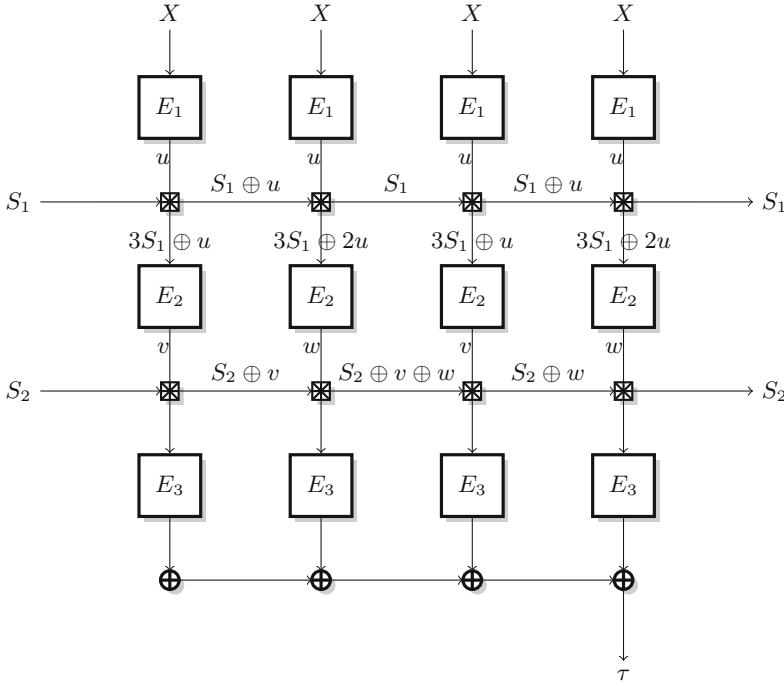 X X X X
E₁ E₁ E₁ E₁
u u u u
S₁ S₁ ⊕ u S₁ S₁ ⊕ u S₁
3S₁ ⊕ u 3S₁ ⊕ 2u 3S₁ ⊕ u 3S₁ ⊕ 2u
E₂ E₂ E₂ E₂
v w v w
S₂ S₂ ⊕ v S₂ ⊕ v ⊕ w S₂ ⊕ w S₂
E₃ E₃ E₃ E₃
τ